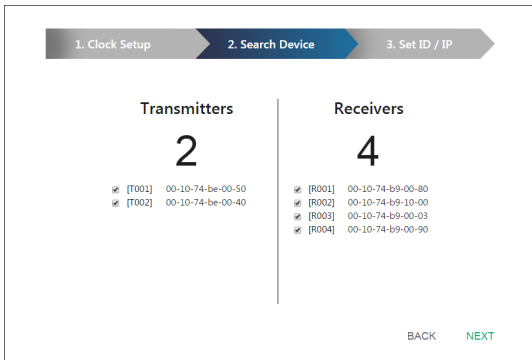 1. Clock Setup
2. Search Device
3. Set ID / IP
Transmitters
2
[T001] 00-10-74-be-00-50
[T002] 00-10-74-be-00-40
Receivers
4
[R001] 00-10-74-b9-00-80
[R002] 00-10-74-b9-10-00
[R003] 00-10-74-b9-00-03
[R004] 00-10-74-b9-00-90
BACK
NEXT